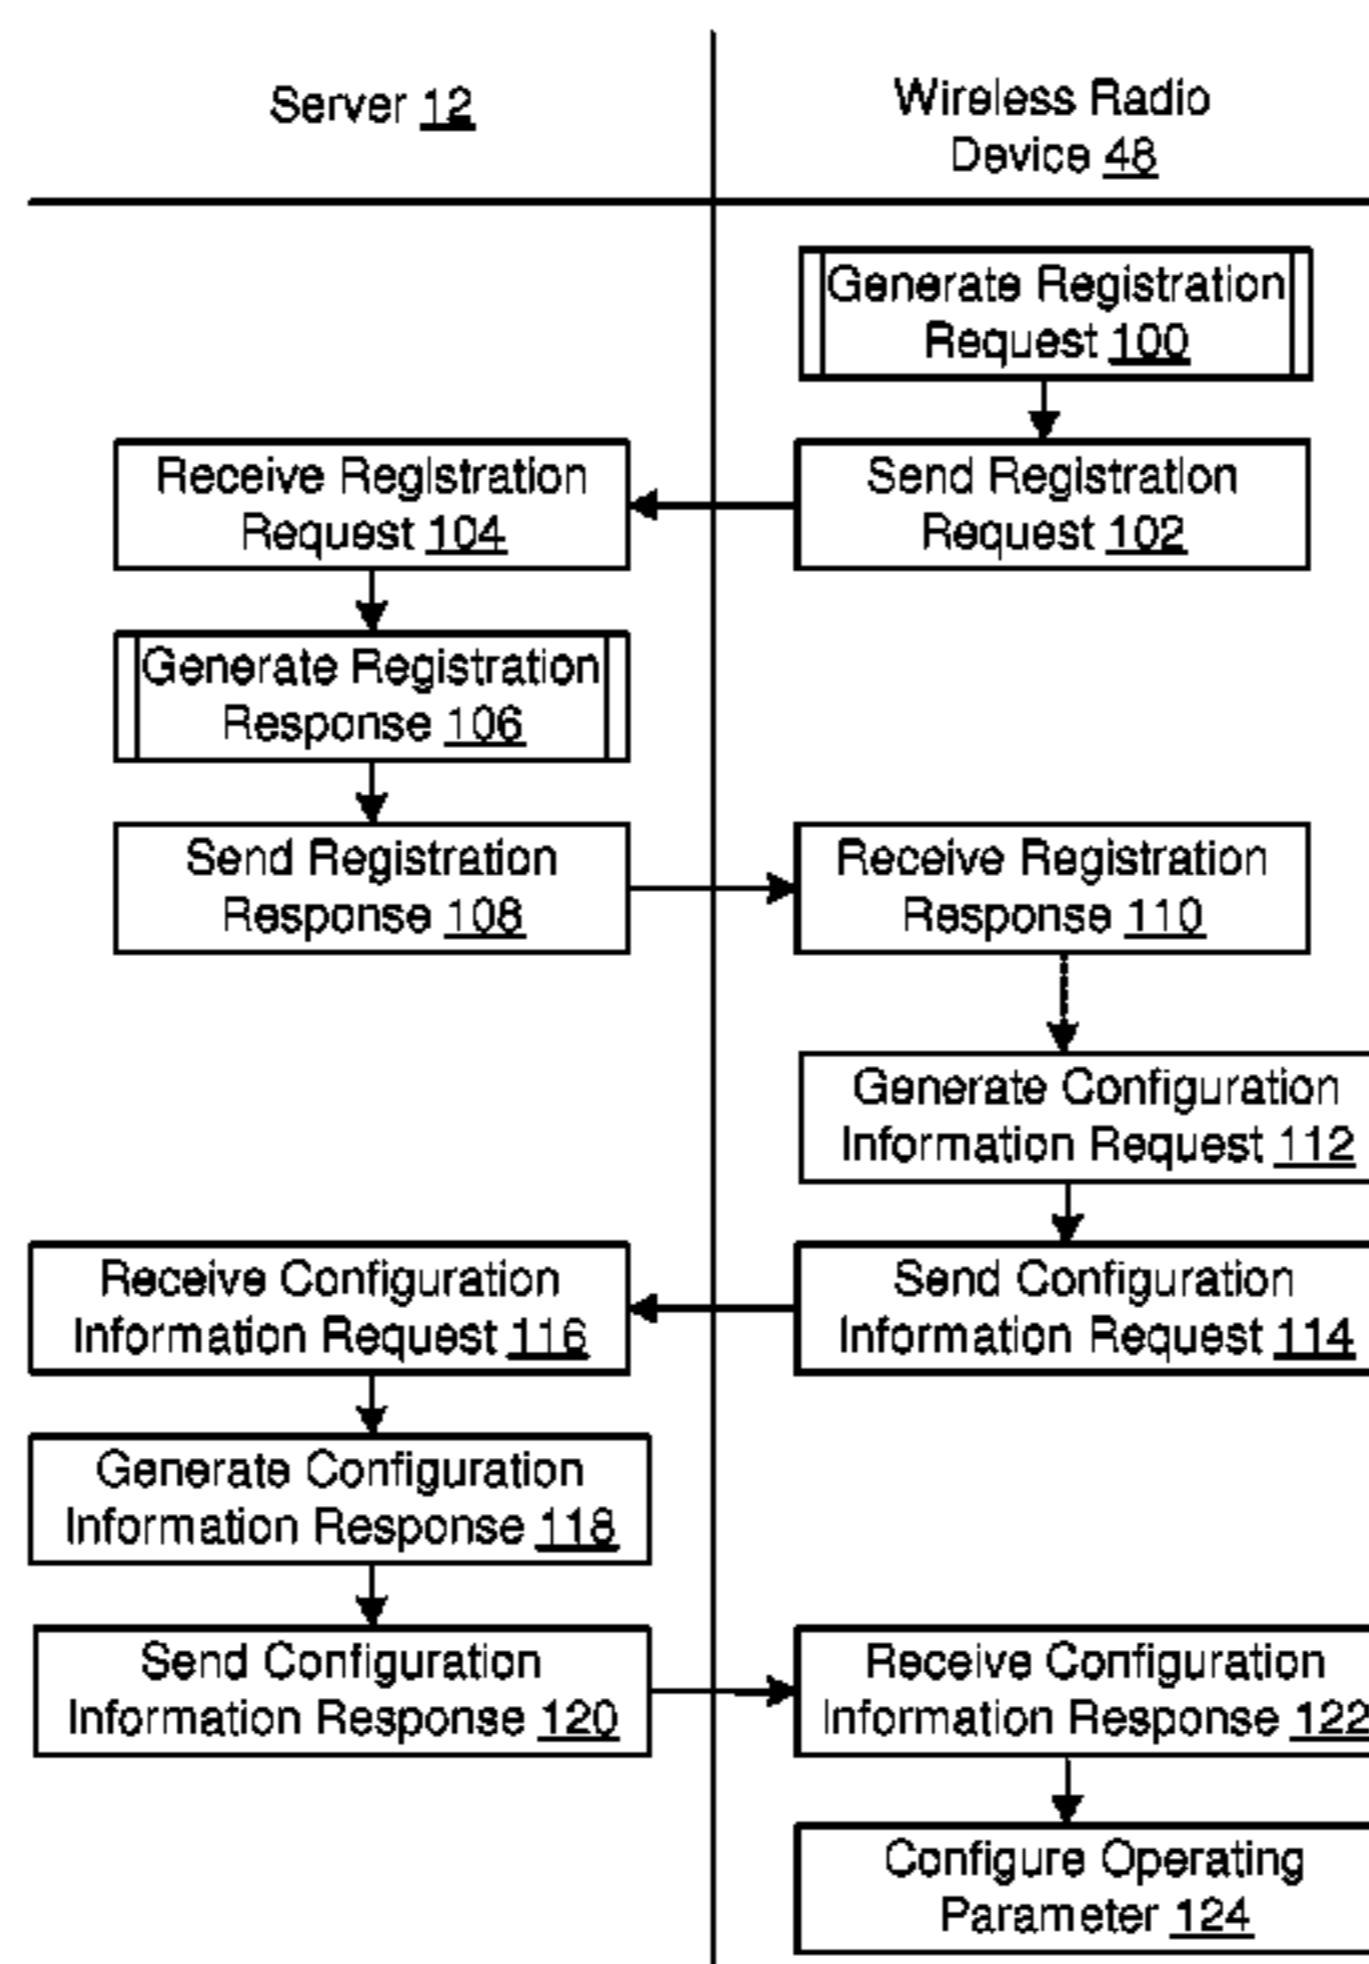 Server 12
Wireless Radio
Device 48
Generate Registration
Request 100
Send Registration
Request 102
Receive Registration
Request 104
Generate Registration
Response 106
Send Registration
Response 108
Receive Registration
Response 110
Generate Configuration
Information Request 112
Send Configuration
Information Request 114
Receive Configuration
Information Request 116
Generate Configuration
Information Response 118
Send Configuration
Information Response 120
Receive Configuration
Information Response 122
Configure Operating
Parameter 124